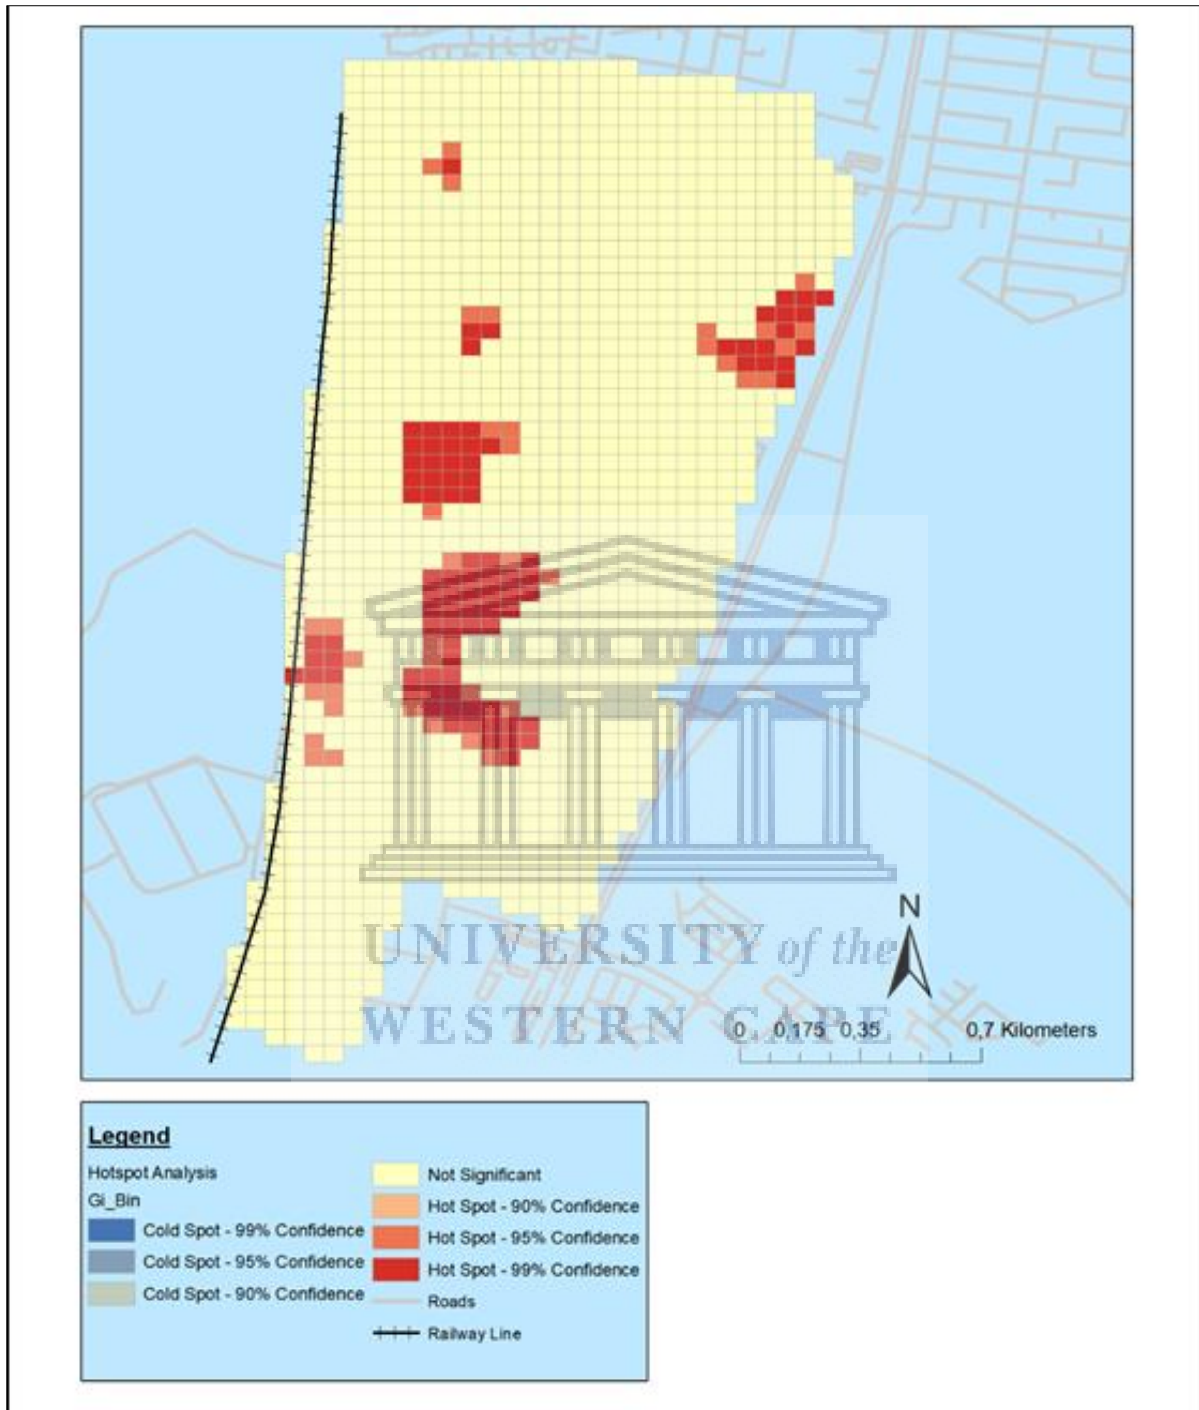 UNIVERSITY of the
WESTERN CAPE
N
0 0,175 0,35 0,7 Kilometers
Legend
Hotspot Analysis
Gi_Bin
Cold Spot - 99% Confidence
Cold Spot - 95% Confidence
Cold Spot - 90% Confidence
Not Significant
Hot Spot - 90% Confidence
Hot Spot - 95% Confidence
Hot Spot - 99% Confidence
Roads
Railway Line